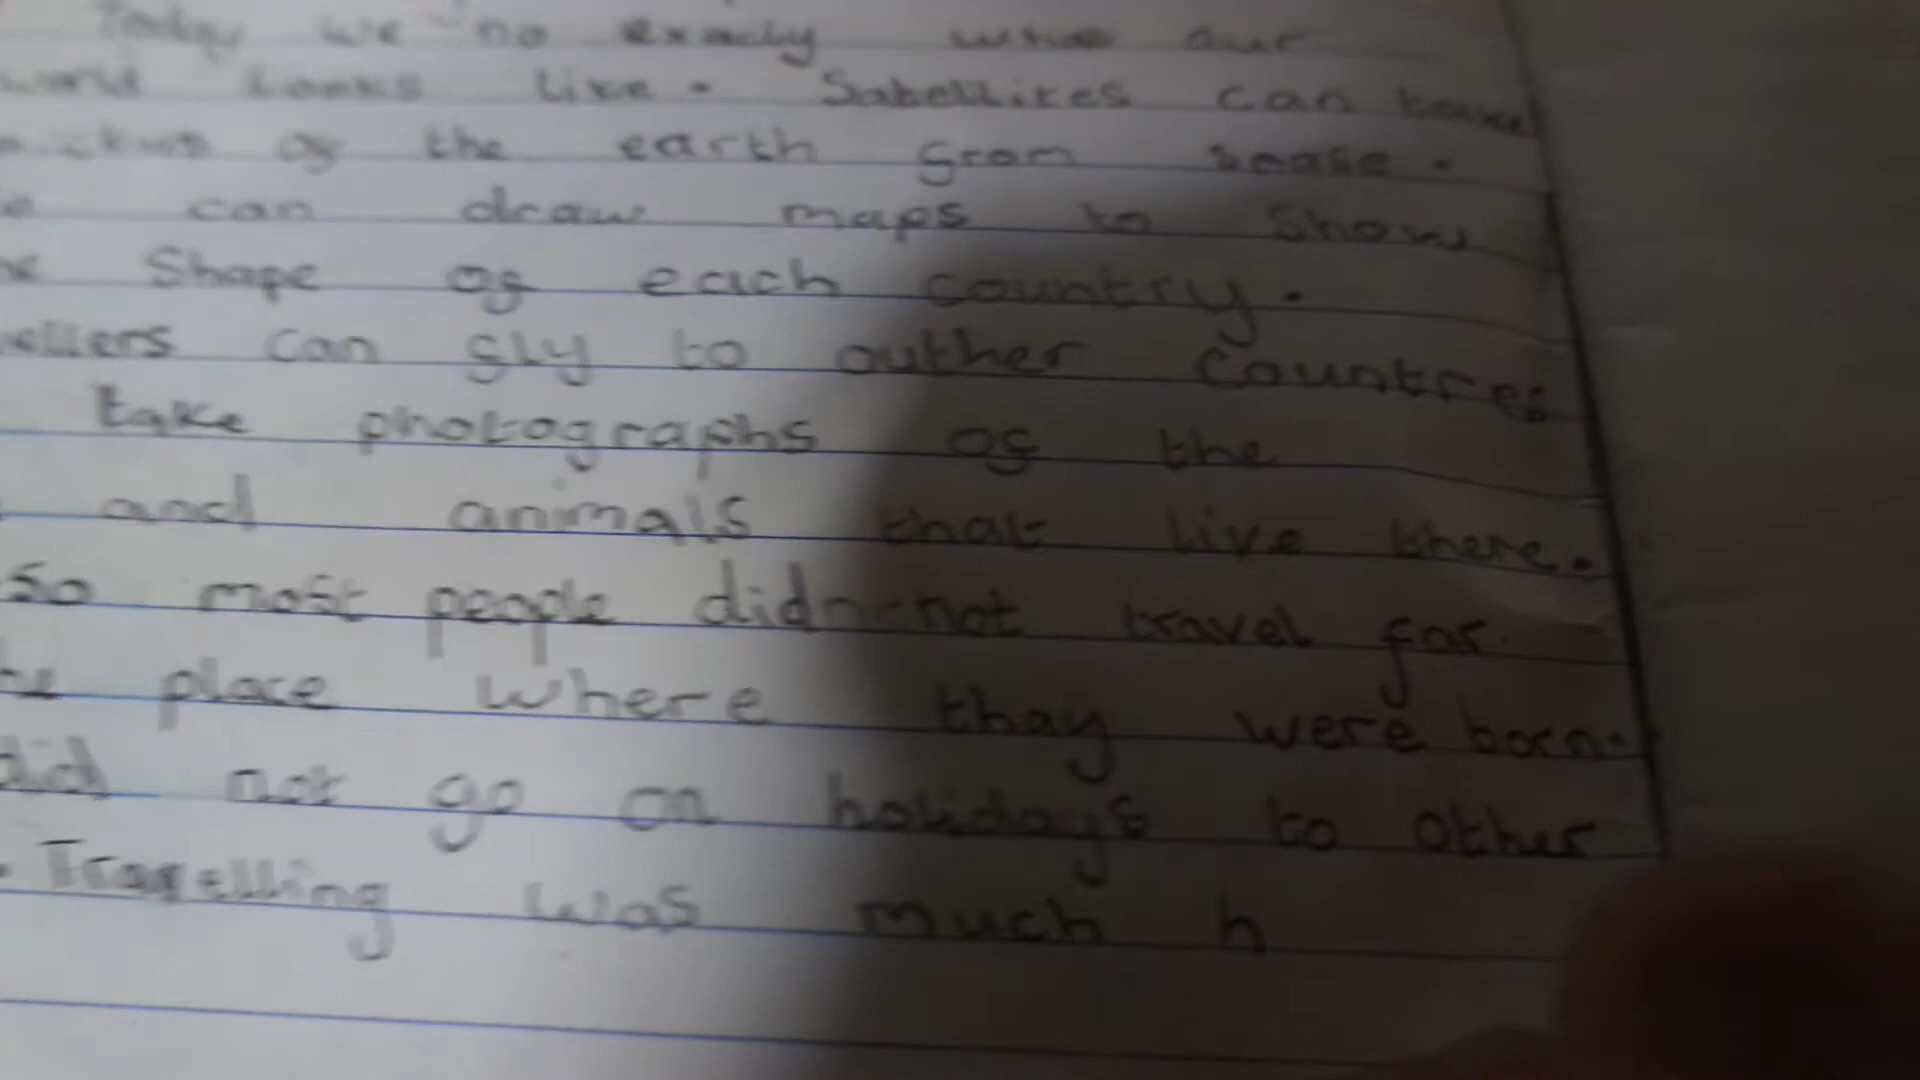 Today we no exacly what our
world looks like. Satellites can take
of the earth from sease.
can draw maps to show
Shape of each country.
can fly to outher Countres
take photographs of the
and animals that live there.
So most people didn not travel far
place where thay were born.
did not go on holidays to other
. Travelling was much h